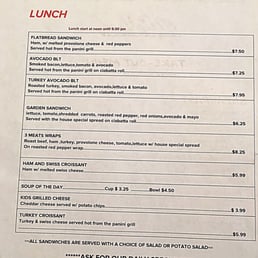 LUNCH
Lunch start at noon until 5:00 pm
FLATBREAD SANDWICH
Ham, w/ melted provolone cheese & red peppers
Served hot from the panini grill $7.50
AVOCADO BLT
Smoked bacon,lettuce,tomato & avocado
Served hot from the panini grill on ciabatta roll $7.25
TURKEY AVOCADO BLT
Roasted turkey, smoked bacon, avocado,lettuce & tomato
Served hot from the panini grill on ciabatta roll $7.95
GARDEN SANDWICH
lettuce, tomato,shredded carrots, roasted red pepper, red onions,avocado & mayo
Served with the house special spread on ciabatta roll $6.25
3 MEATS WRAPS
Roast beef, ham ,turkey, provolone cheese, tomato,lettuce w/ house special spread
On roasted red pepper wrap $8.25
HAM AND SWISS CROISSANT
Ham w/ melted swiss cheese $5.99
SOUP OF THE DAY Cup $ 3.25 Bowl $4.50
KIDS GRILLED CHEESE
Cheddar cheese served w/ potato chips $ 3.99
TURKEY CROISSANT
Turkey & swiss served hot from the panini grill
$5.99
---ALL SANDWICHES ARE SERVED WITH A CHOICE OF SALAD OR POTATO SALAD---